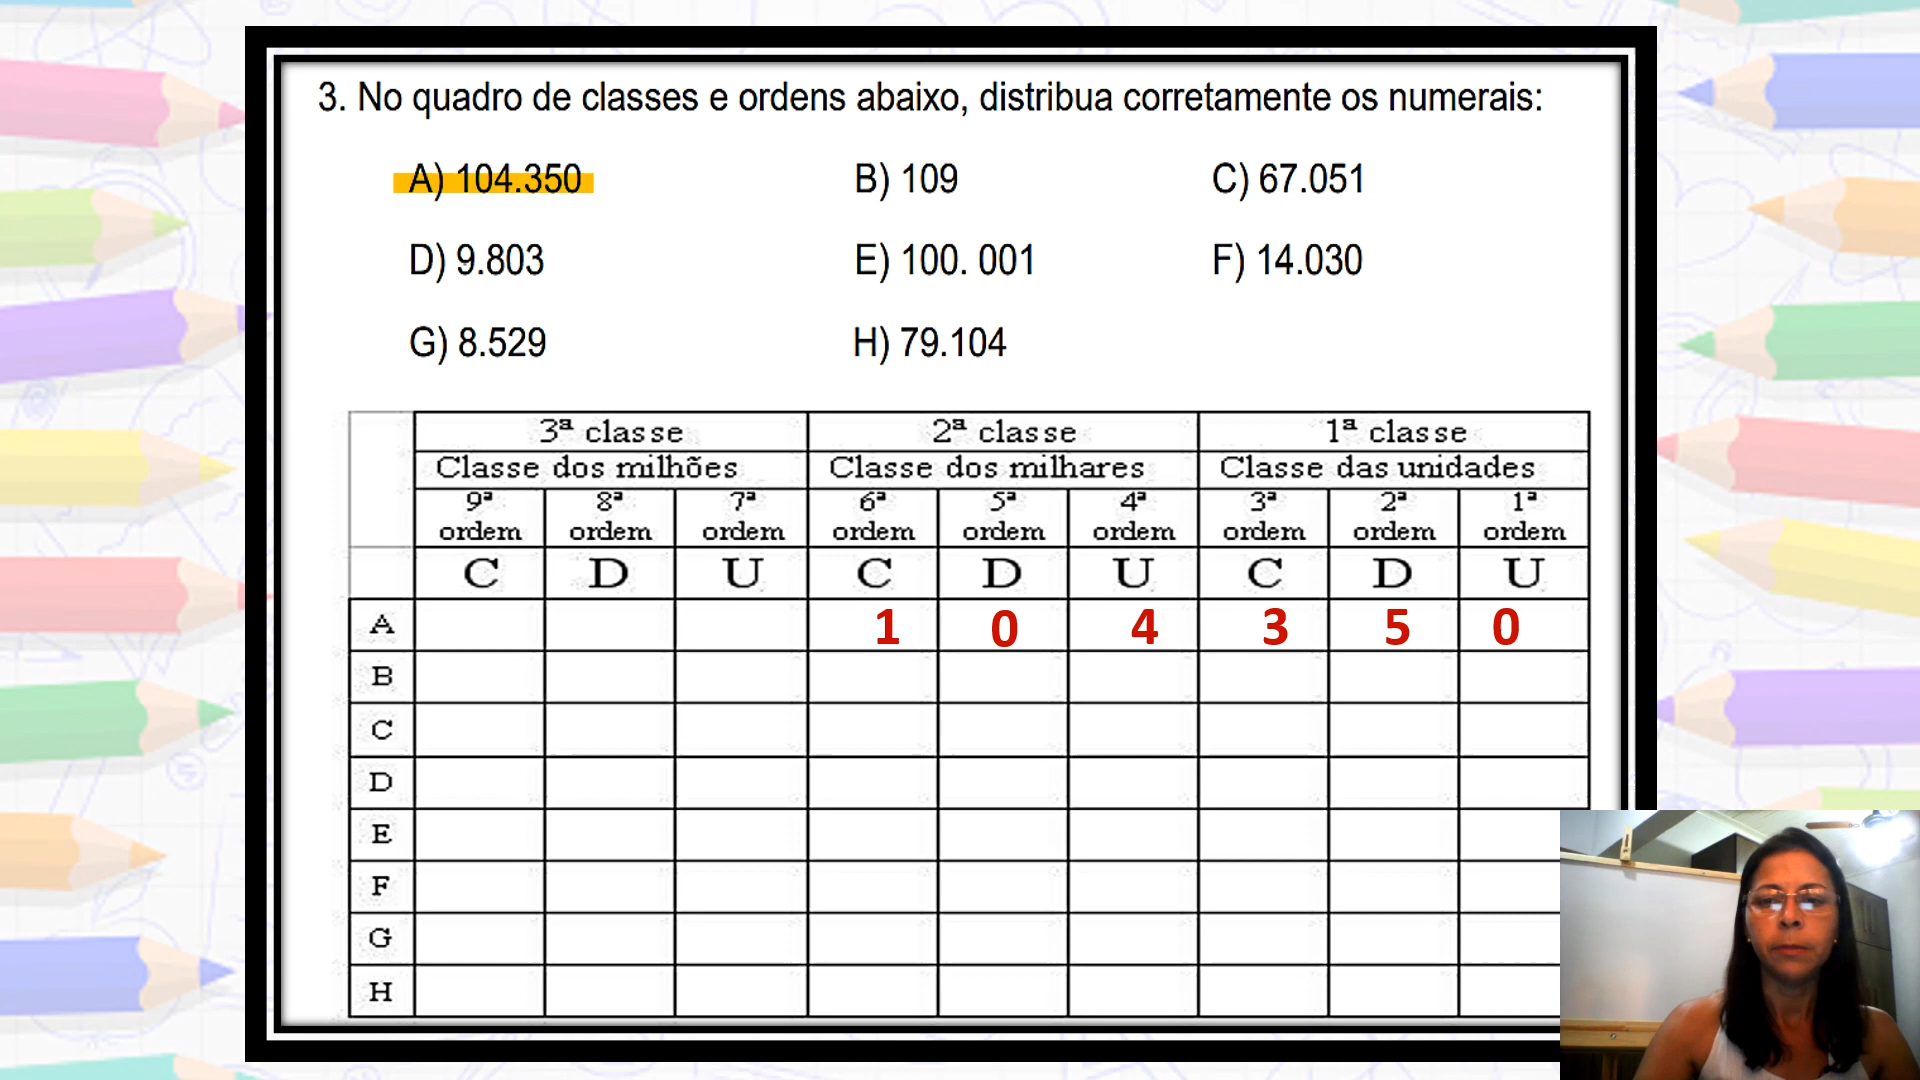 3. No quadro de classes e ordens abaixo, distribua corretamente os numerais:
A) 104.350 B) 109 C) 67.051
D) 9.803 E) 100. 001 F) 14.030
G) 8.529 H) 79.104
3ª classe 2ª classe 1ª classe
Classe dos milhões Classe dos milhares Classe das unidades
9ª ordem 8ª ordem 7ª ordem 6ª ordem 5ª ordem 4ª ordem 3ª ordem 2ª ordem 1ª ordem
C D U C D U C D U
A 1 0 4 3 5 0
B
C
D
E
F
G
H